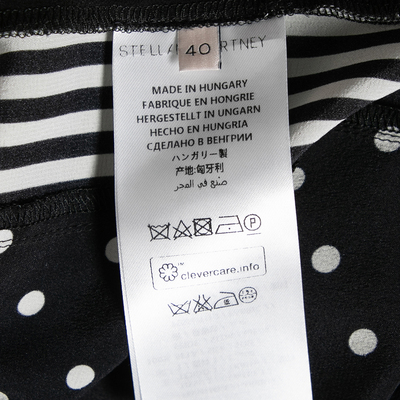 STELLA 40 RTNEY
MADE IN HUNGARY
FABRIQUE EN HONGRIE
HERGESTELLT IN UNGARN
HECHO EN HUNGRIA
СДЕЛАНО В ВЕНГРИИ
ハンガリー製
产地:匈牙利
صنع في المجر
P
clevercare.info